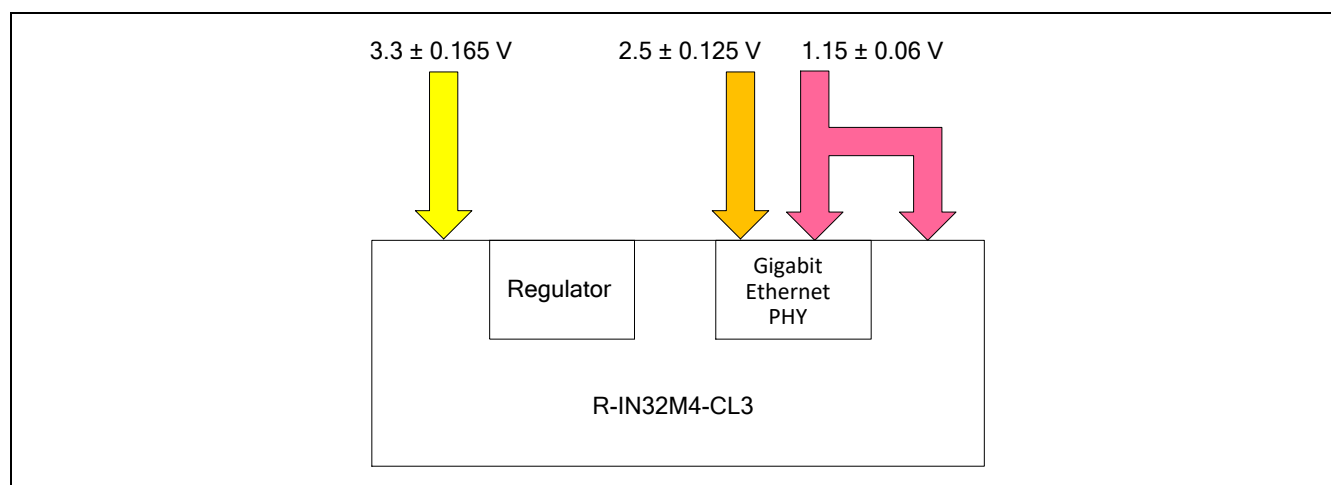 3.3 ± 0.165 V
2.5 ± 0.125 V
1.15 ± 0.06 V
Regulator
Gigabit
Ethernet
PHY
R-IN32M4-CL3